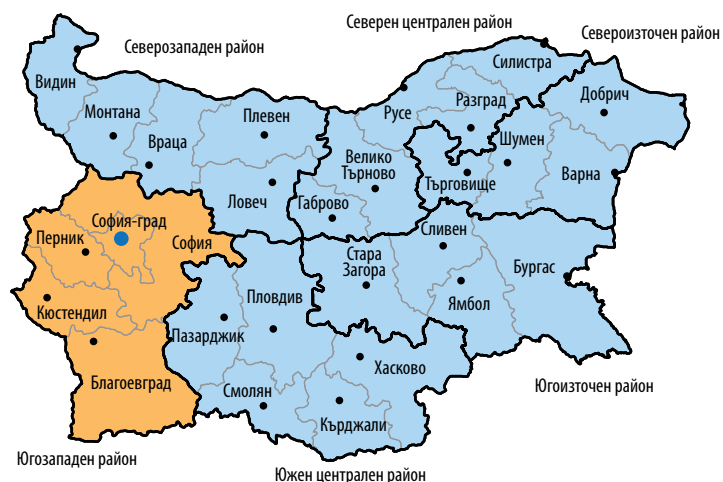 Северен централен район
Североизточен район
Северозападен район
Видин
Силистра
Монтана
Плевен
Русе
Разград
Добрич
Враца
Шумен
Велико
Търново
Търговище
Варна
Ловеч
Габрово
София-град
Перник
София
Сливен
Стара
Загора
Бургас
Кюстендил
Пловдив
Ямбол
Пазарджик
Хасково
Благоевград
Смолян
Кърджали
Югоизточен район
Югозападен район
Южен централен район